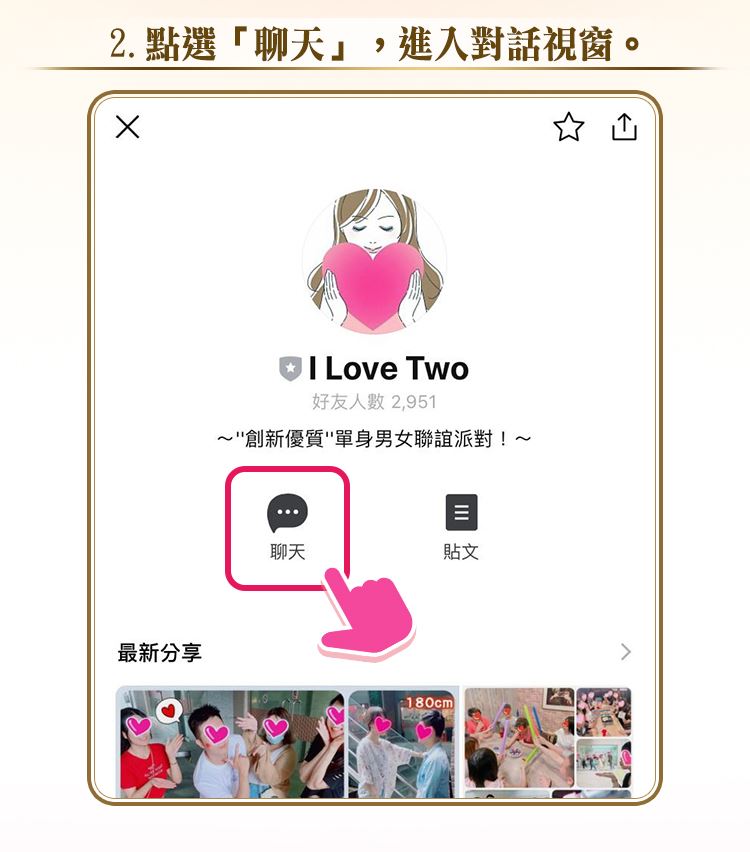 2. 點選「聊天」，進入對話視窗。
I Love Two
好友人數 2,951
～"創新優質"單身男女聯誼派對！～
聊天
貼文
最新分享
180cm